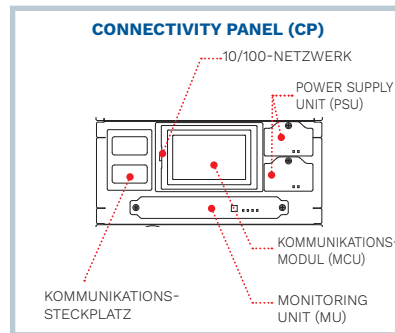 CONNECTIVITY PANEL (CP)
10/100-NETZWERK
POWER SUPPLY
UNIT (PSU)
KOMMUNIKATIONS-
MODUL (MCU)
KOMMUNIKATIONS-
STECKPLATZ
MONITORING
UNIT (MU)